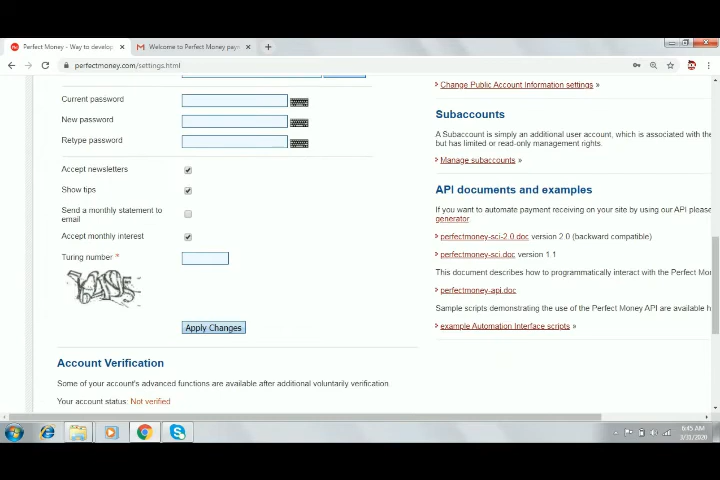 Perfect Money - Way to develop
Welcome to Perfect Money paym
perfectmoney.com/settings.html
Current password
New password
Retype password
Accept newsletters
Show tips
Send a monthly statement to
email
Accept monthly interest
Turing number *
Apply Changes
Account Verification
Some of your account's advanced functions are available after additional voluntarily verification.
Your account status: Not verified
Change Public Account Information settings »
Subaccounts
A Subaccount is simply an additional user account, which is associated with the
but has limited or read-only management rights.
Manage subaccounts »
API documents and examples
If you want to automate payment receiving on your site by using our API please
generator
perfectmoney-sci-2.0.doc version 2.0 (backward compatible)
perfectmoney-sci.doc version 1.1
This document describes how to programmatically interact with the Perfect Mon
perfectmoney-api.doc
Sample scripts demonstrating the use of the Perfect Money API are available h
example Automation Interface scripts »
6:45 AM
3/31/2020